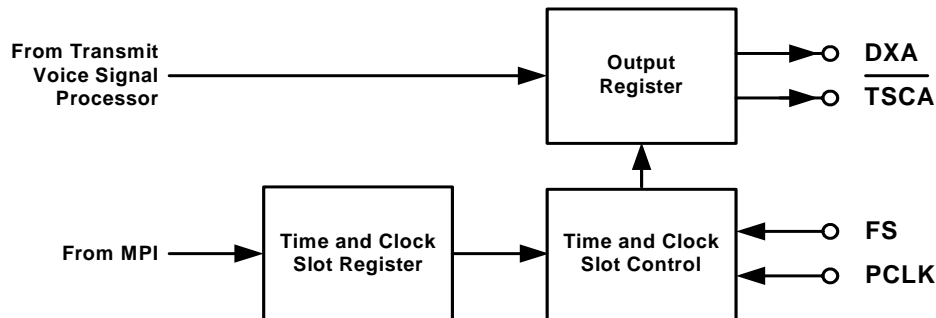 From Transmit
Voice Signal
Processor
Output
Register
DXA
TSCA
From MPI
Time and Clock
Slot Register
Time and Clock
Slot Control
FS
PCLK